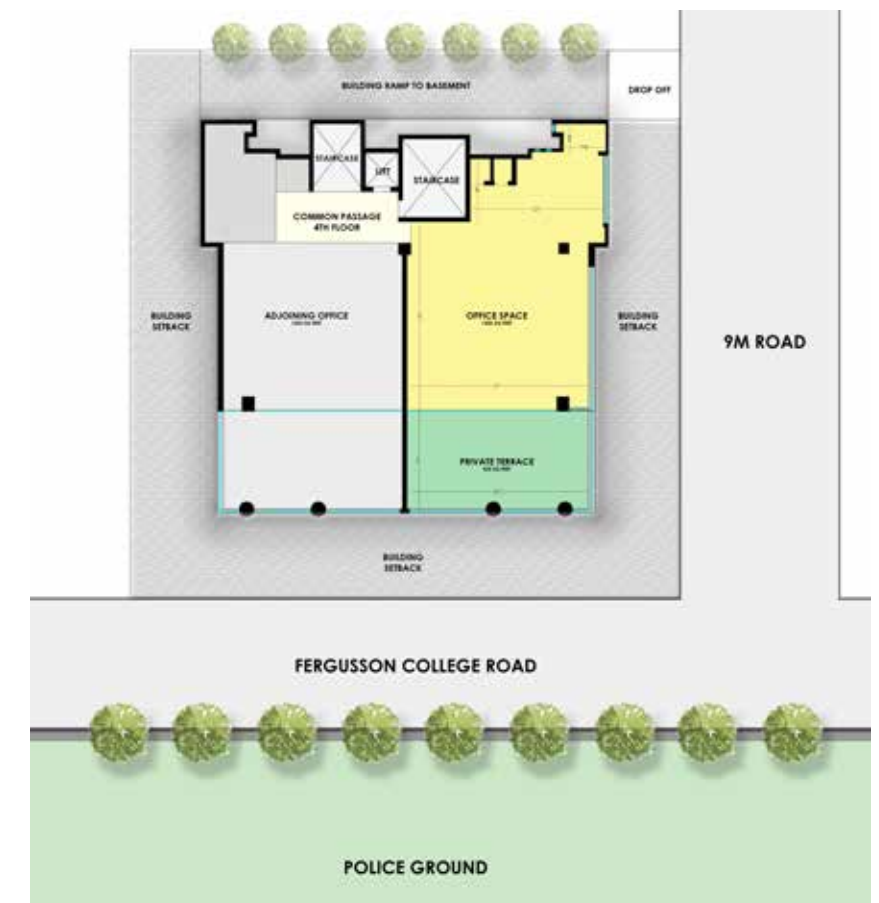 BUILDING RAMP TO BASEMENT
DROP OFF
STAIRCASE
LIFT
STAIRCASE
COMMON PASSAGE
4TH FLOOR
BUILDING
SETBACK
ADJOINING OFFICE
OFFICE SPACE
BUILDING
SETBACK
9M ROAD
PRIVATE TERRACE
BUILDING
SETBACK
FERGUSSON COLLEGE ROAD
POLICE GROUND